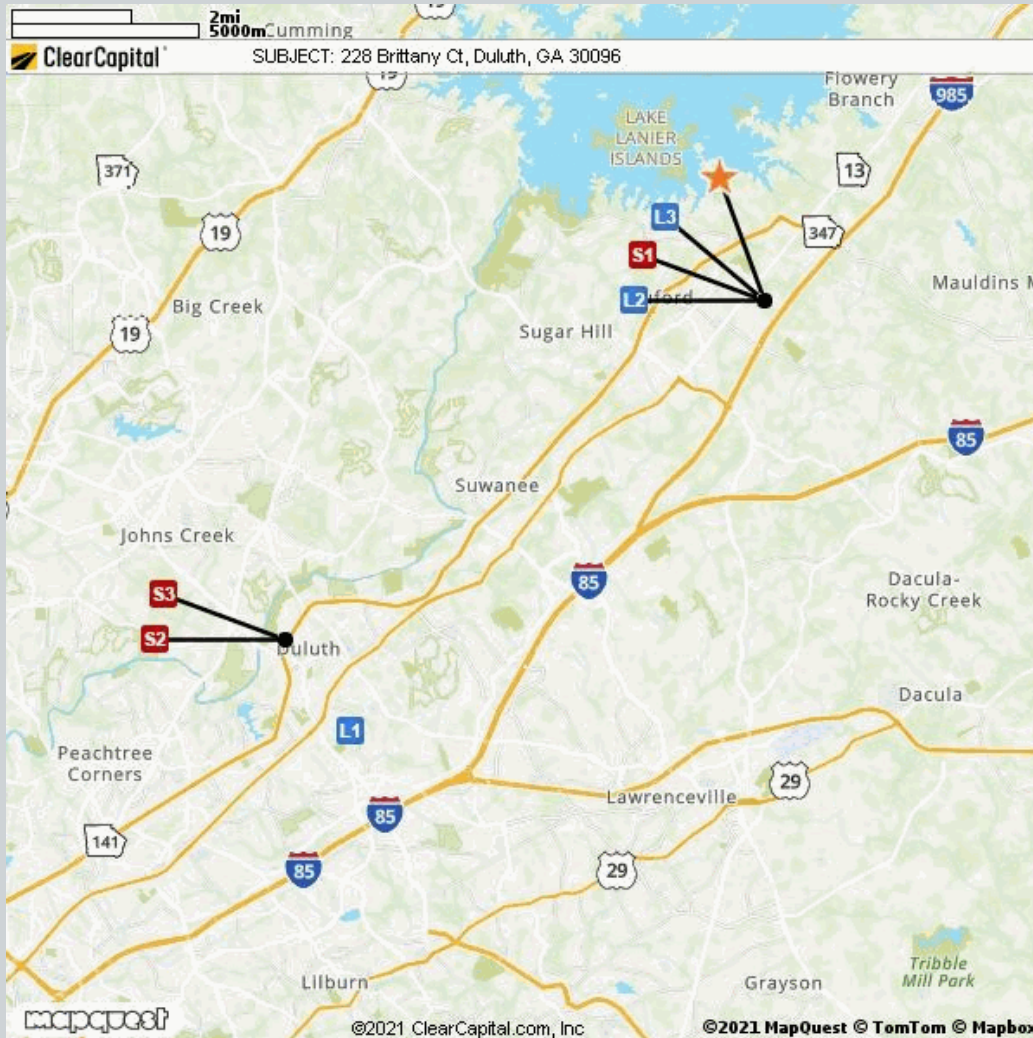 19
2mi
5000m Cumming
ClearCapital
SUBJECT: 228 Brittany Ct, Duluth, GA 30096
19
Flowery
Branch
985
LAKE
LANIER
ISLANDS
371
13
L3
19
347
S1
Mauldins M
L2
uford
Big Creek
Sugar Hill
19
85
Suwanee
Johns Creek
85
Dacula-
Rocky Creek
S3
S2
Duluth
Dacula
L1
Peachtree
Corners
29
Lawrenceville
85
141
85
29
Tribble
Mill Park
Lilburn
Grayson
mapquest
©2021 ClearCapital.com, Inc
©2021 MapQuest © TomTom © Mapbox